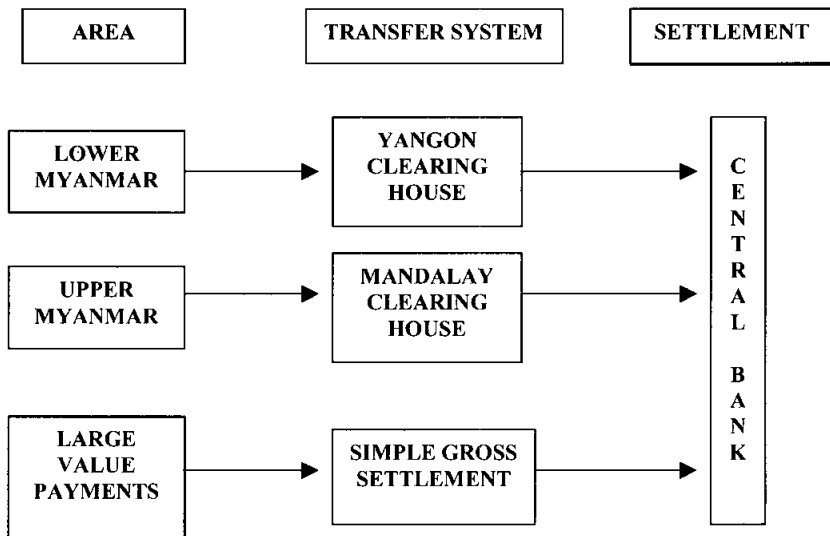 AREA
TRANSFER SYSTEM
SETTLEMENT
LOWER
MYANMAR
YANGON
CLEARING
HOUSE
UPPER
MYANMAR
MANDALAY
CLEARING
HOUSE
LARGE
VALUE
PAYMENTS
SIMPLE GROSS
SETTLEMENT
C
E
N
T
R
A
L
B
A
N
K